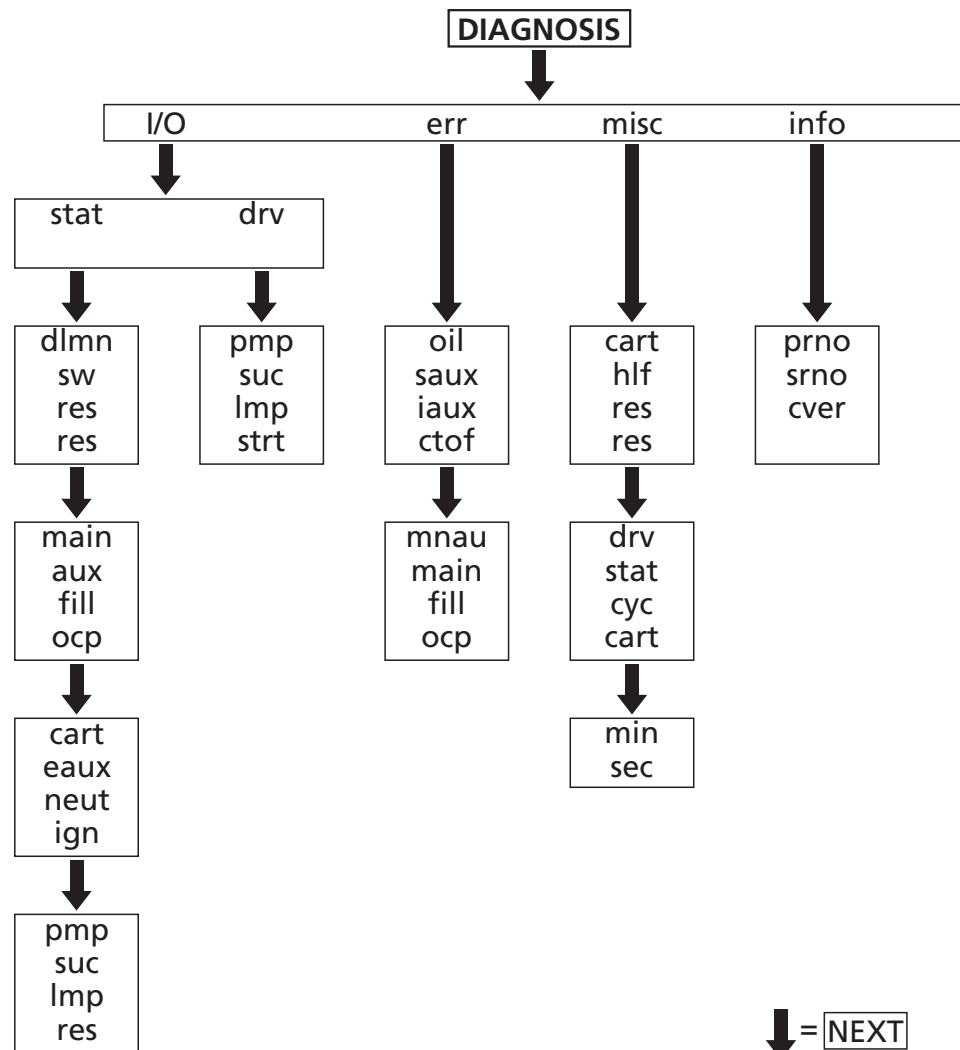 DIAGNOSIS
I/O err misc info
stat drv
dlmn
sw
res
res
pmp
suc
lmp
strt
oil
saux
iaux
ctof
cart
hlf
res
res
prno
srno
cver
main
aux
fill
ocp
mnau
main
fill
ocp
drv
stat
cyc
cart
cart
eaux
neut
ign
min
sec
pmp
suc
lmp
res
= NEXT